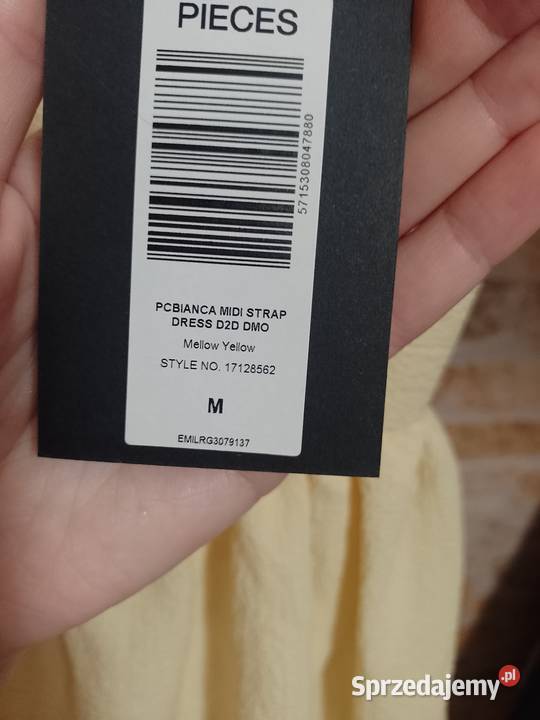 PIECES
5715308047880
PCBIANCA MIDI STRAP
DRESS D2D DMO
Mellow Yellow
STYLE NO. 17128562
M
EMILRG3079137
Sprzedajemy.pl